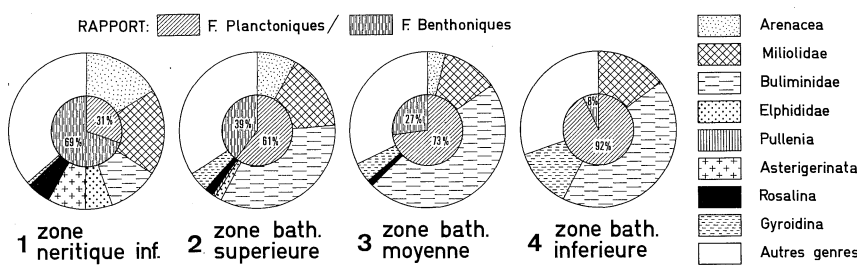 RAPPORT: F. Planctoniques / F. Benthoniques
Arenacea
Miliolidae
Buliminidae
Elphididae
Pullenia
Asterigerinata
Rosalina
Gyroidina
Autres genres
31%
69%
39%
61%
27%
73%
8%
92%
1 zone neritique inf.
2 zone bath. superieure
3 zone bath. moyenne
4 zone bath. inferieure